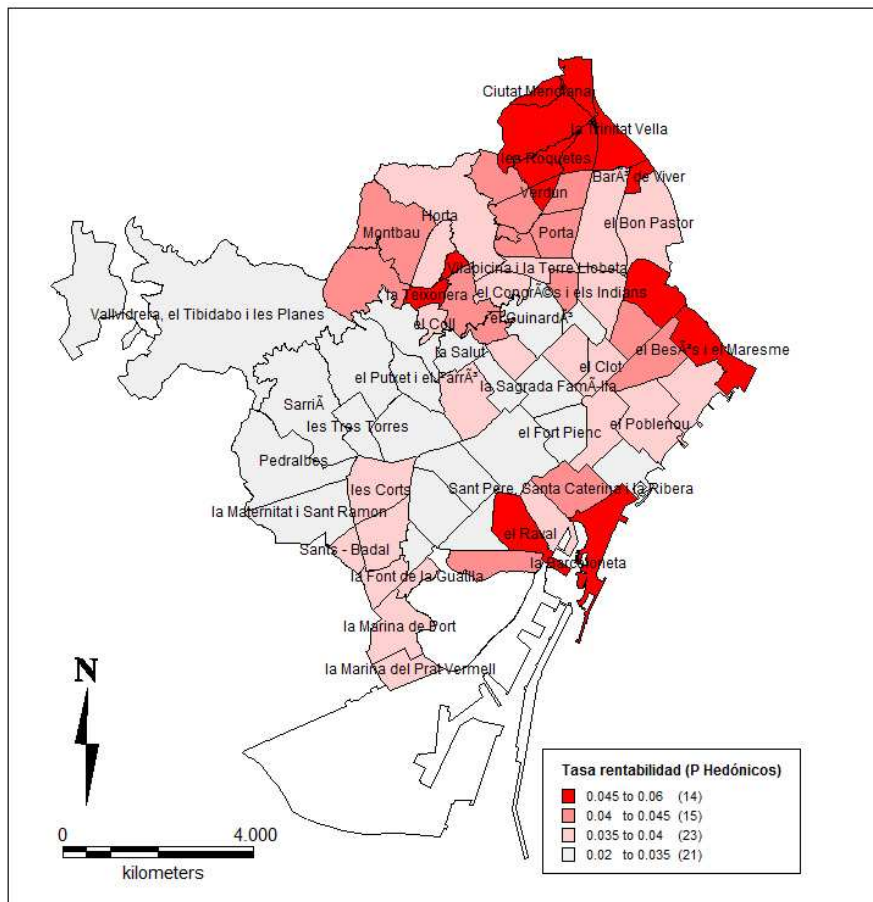 Ciutat Meridiana
la Trinitat Vella
les Roquetes
BarÃ³ de Viver
Verdun
Horta
el Bon Pastor
Montbau
Porta
Vilapicina i la Torre Llobeta
la Teixonera
el CongrÃ©s i els Indians
Vallvidrera, el Tibidabo i les Planes
el Coll
el GuinardÃ³
la Salut
el BesÃ²s i el Maresme
el Clot
el Putxet i el FarrÃ³
la Sagrada FamÃ­lia
SarriÃ
les Tres Torres
el Poblenou
el Fort Pienc
Pedralbes
les Corts
Sant Pere, Santa Caterina i la Ribera
la Maternitat i Sant Ramon
el Raval
Sants - Badal
la Barceloneta
la Font de la Guatlla
la Marina de Port
la Marina del Prat Vermell
N
0 4.000
kilometers
Tasa rentabilidad (P Hedónicos)
0.045 to 0.06 (14)
0.04 to 0.045 (15)
0.035 to 0.04 (23)
0.02 to 0.035 (21)